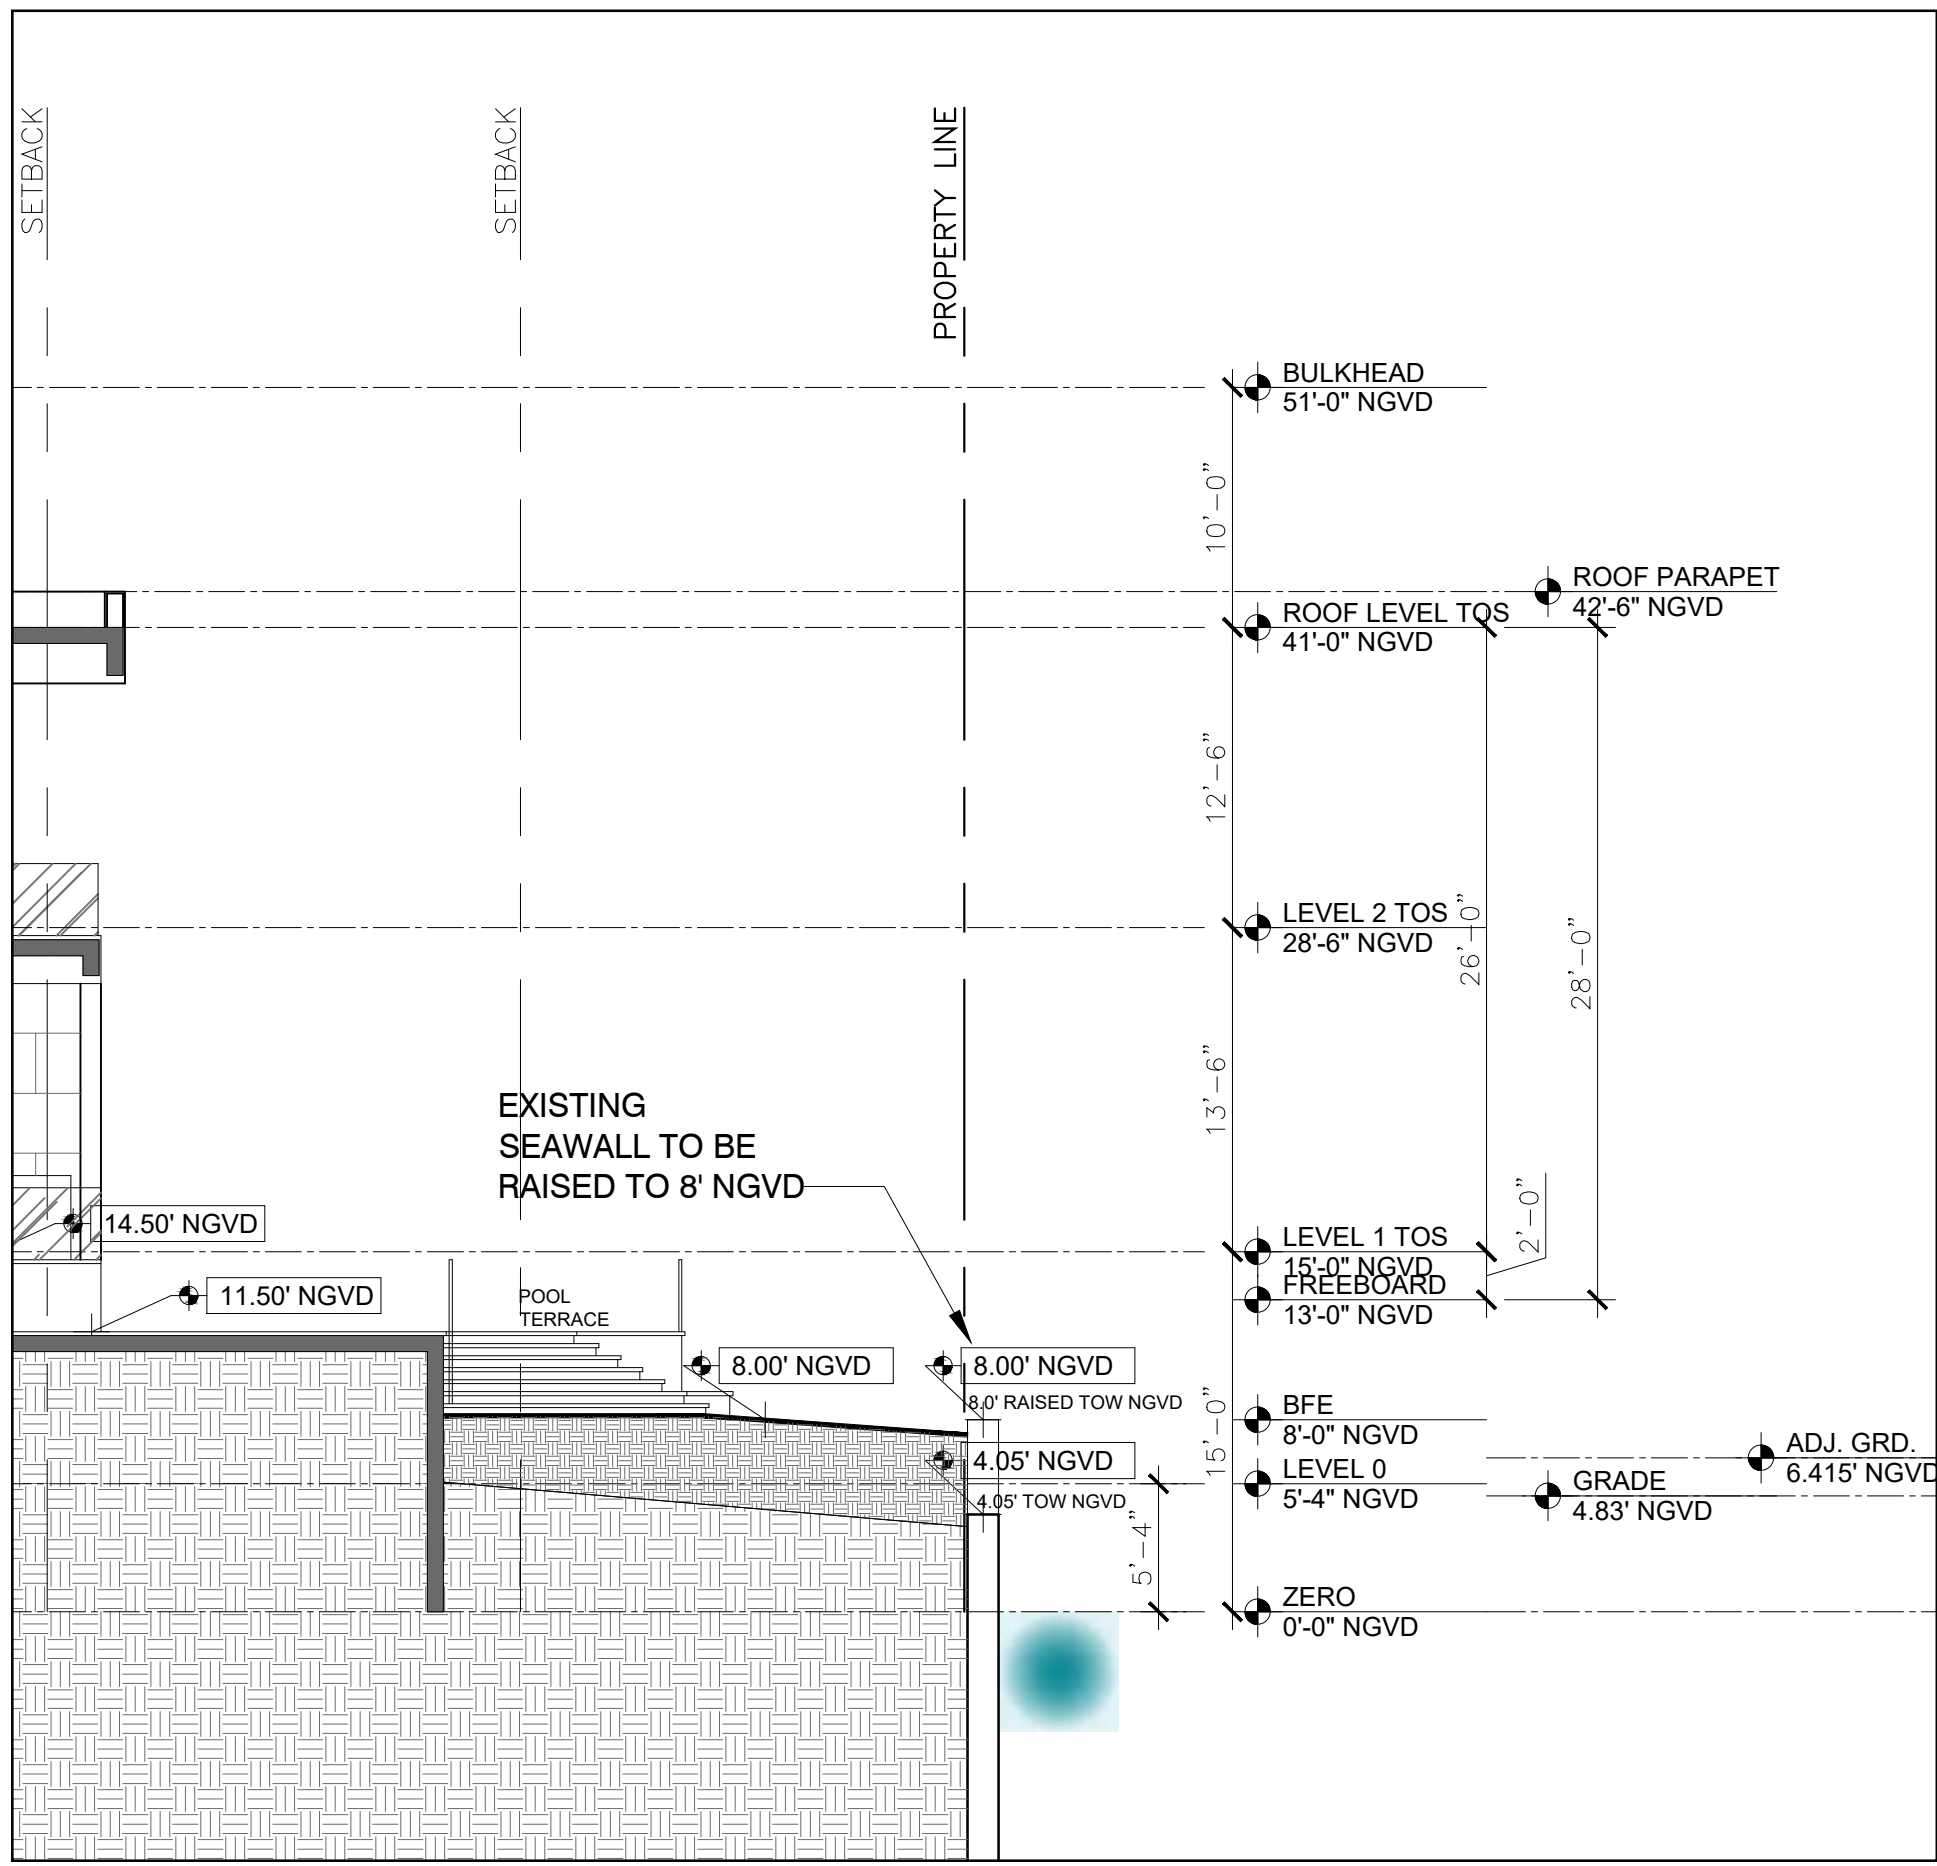 SETBACK
SETBACK
PROPERTY LINE
BULKHEAD
51'-0" NGVD
10'-0"
ROOF PARAPET
42'-6" NGVD
ROOF LEVEL TOS
41'-0" NGVD
12'-6"
LEVEL 2 TOS
28'-6" NGVD
26'-0"
28'-0"
13'-6"
EXISTING
SEAWALL TO BE
RAISED TO 8' NGVD
14.50' NGVD
LEVEL 1 TOS
15'-0" NGVD
2'-0"
FREEBOARD
13'-0" NGVD
11.50' NGVD
POOL
TERRACE
8.00' NGVD
8.00' NGVD
8.0' RAISED TOW NGVD
15'-0"
BFE
8'-0" NGVD
ADJ. GRD.
6.415' NGVD
4.05' NGVD
4.05' TOW NGVD
LEVEL 0
5'-4" NGVD
GRADE
4.83' NGVD
5'-4"
ZERO
0'-0" NGVD